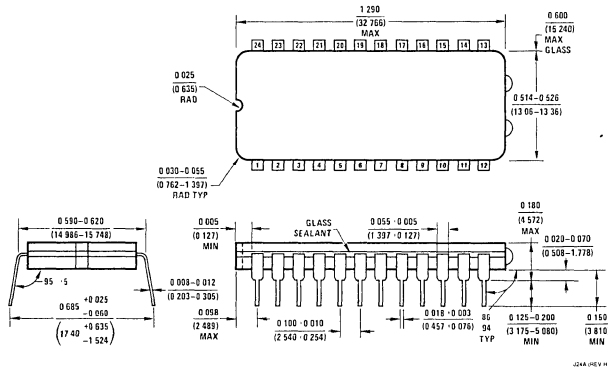 1 290
(32 766)
MAX
0.600
(15 240)
MAX
GLASS
24 23 22 21 20 19 18 17 16 15 14 13
0 025
(0 635)
RAD
0 514-0 526
(13 06-13 36)
0 030-0 055
(0 762-1 397)
RAD TYP
1 2 3 4 5 6 7 8 9 10 11 12
0 590-0 620
(14 986-15 748)
0 005
(0 127)
MIN
GLASS
SEALANT
0 055 ·0 005
(1 397 ·0 127)
0 180
(4 572)
MAX
0 020-0 070
(0 508-1.778)
95 ·5
0 685 +0 025
-0 060
(17 40 +0 635
-1 524)
0 008-0 012
(0 203-0 305)
0 098
(2 489)
MAX
0 100 ·0 010
(2 540 ·0 254)
0 018 ·0 003
(0 457 ·0 076)
86
94
TYP
0 125-0 200
(3 175-5 080)
MIN
0 150
(3 810
MIN
J24A (REV H